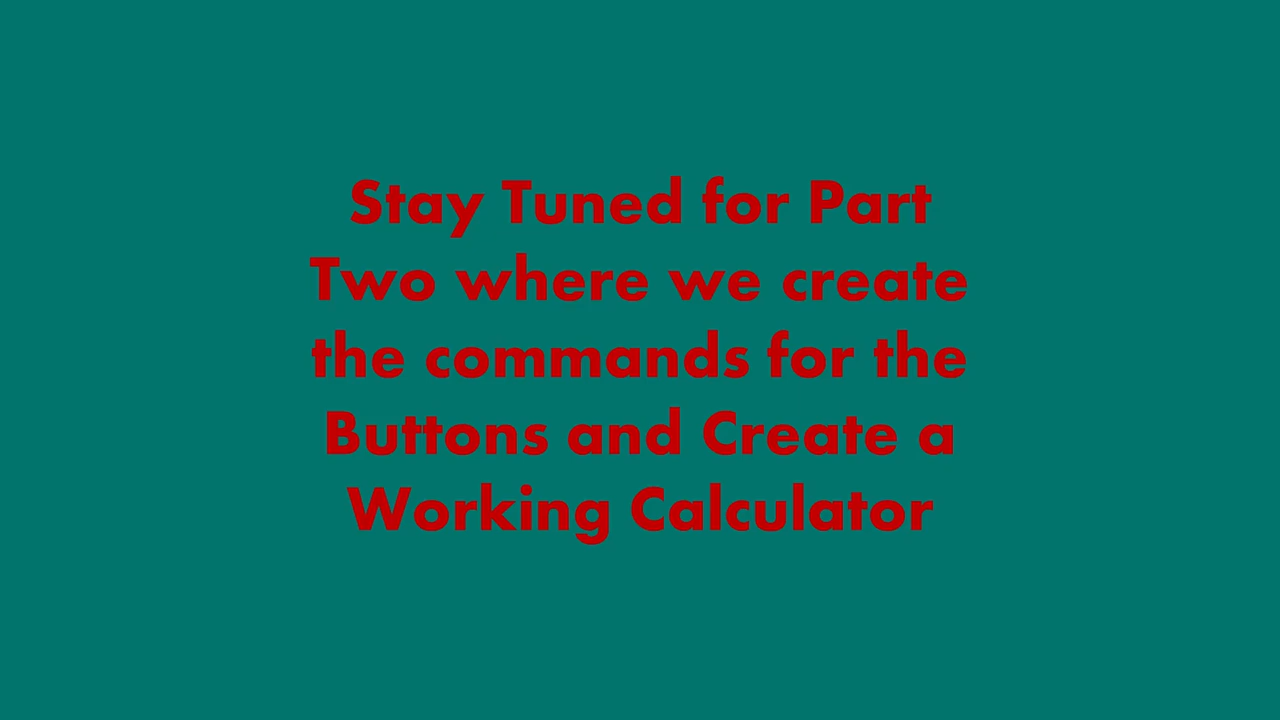 Stay Tuned for Part
Two where we create
the commands for the
Buttons and Create a
Working Calculator